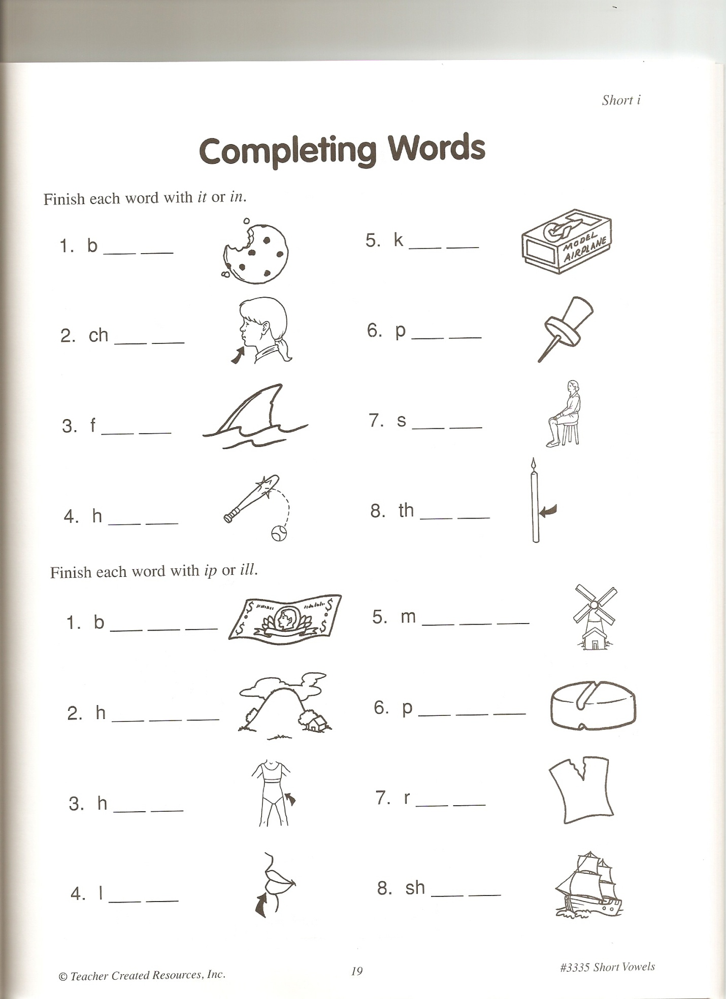 Short i
Completing Words
Finish each word with it or in.
1. b ___ ___
2. ch ___ ___
3. f ___ ___
4. h ___ ___
5. k ___ ___
MODEL
AIRPLANE
6. p ___ ___
7. s ___ ___
8. th ___ ___
Finish each word with ip or ill.
1. b ___ ___ ___
$ $
$ $
2. h ___ ___ ___
3. h ___ ___
4. l ___ ___
5. m ___ ___ ___
6. p ___ ___ ___
7. r ___ ___
8. sh ___ ___
© Teacher Created Resources, Inc.
19
#3335 Short Vowels